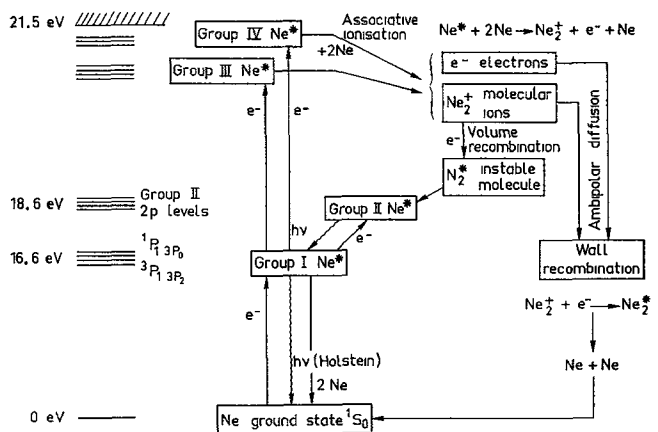 21.5 eV
Group IV Ne*
Associative
ionisation
+2Ne
Ne* + 2Ne → Ne₂⁺ + e⁻ + Ne
Group III Ne*
e⁻ electrons
Ne₂⁺ molecular
ions
e⁻
e⁻
e⁻
Volume
recombination
Ambipolar diffusion
N₂* instable
molecule
18.6 eV
Group II
2p levels
Group II Ne*
hν
e⁻
16.6 eV
¹P₁ ³P₀
³P₁ ³P₂
Group I Ne*
Wall
recombination
Ne₂⁺ + e⁻ → Ne₂*
e⁻
hν (Holstein)
2 Ne
Ne + Ne
0 eV
Ne ground state ¹S₀